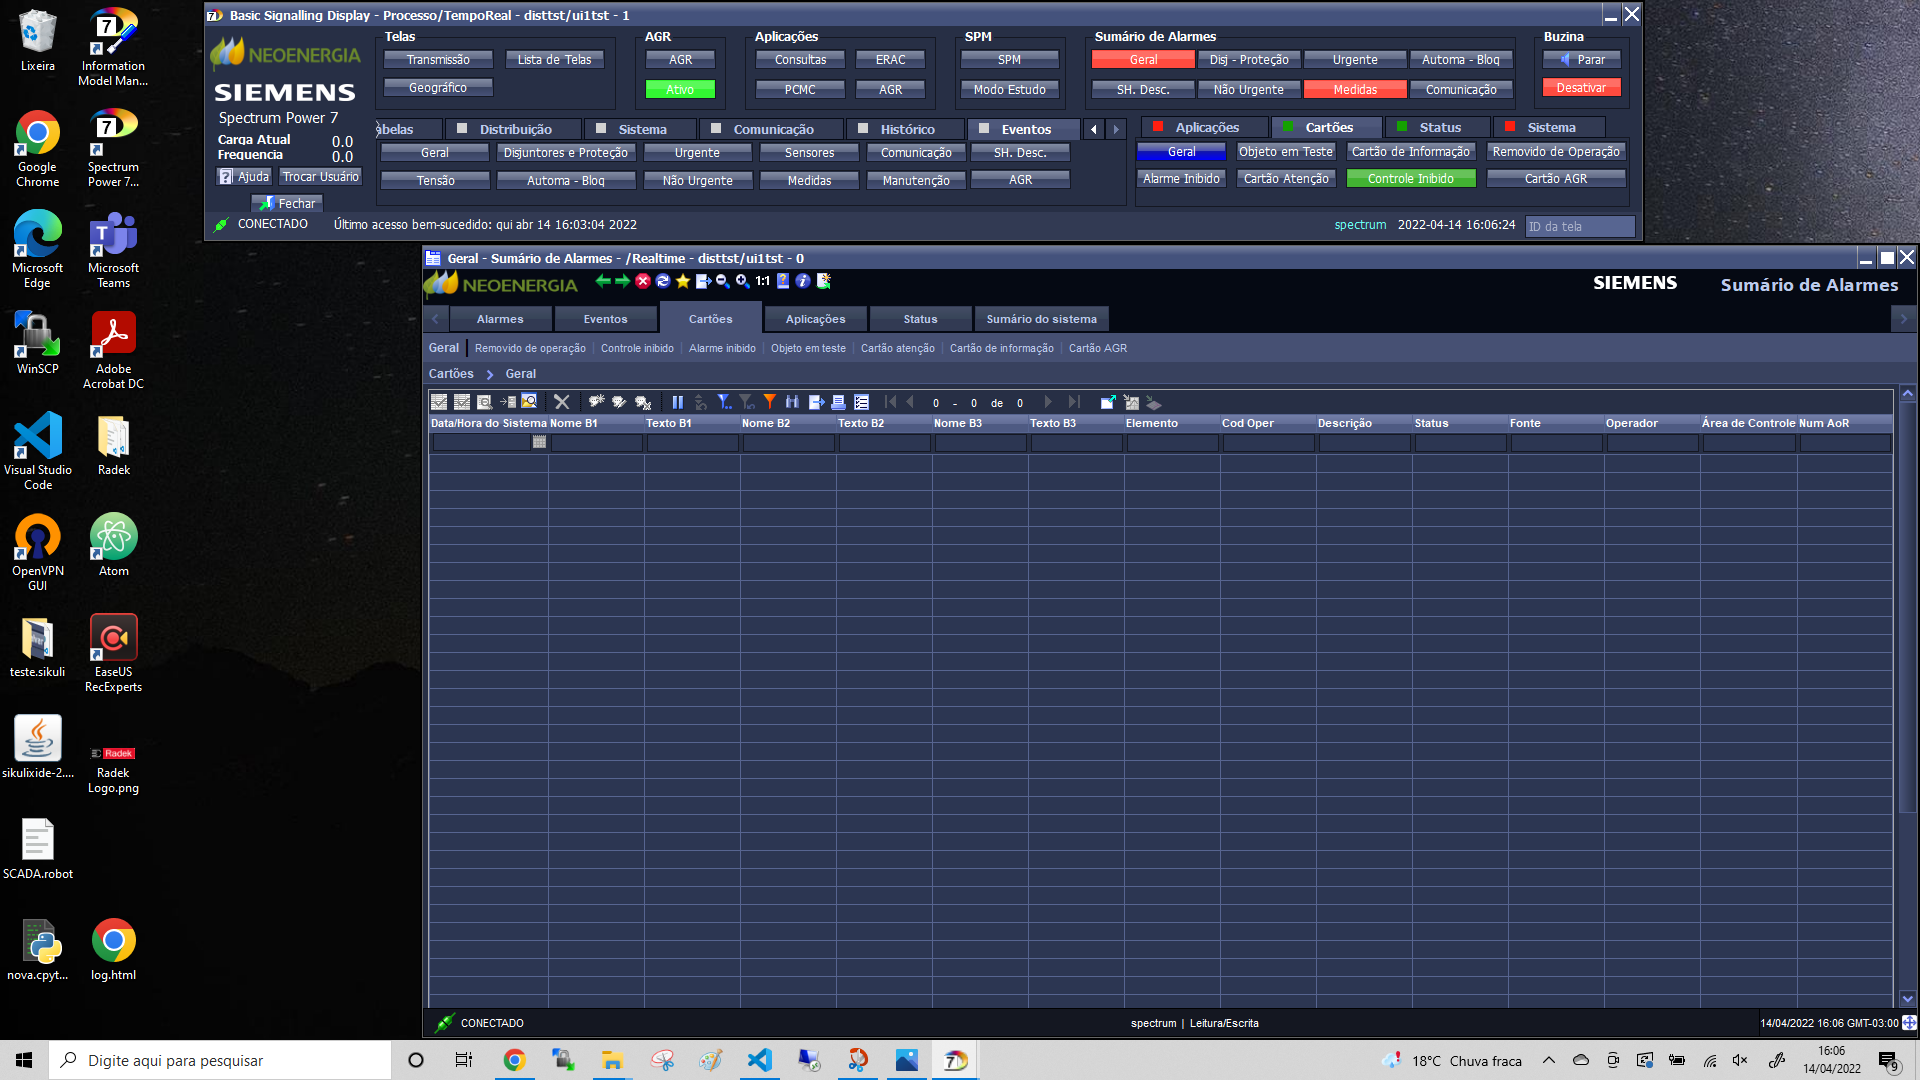 Lixeira
Information
Model Man...
Google
Chrome
Spectrum
Power 7...
Microsoft
Edge
Microsoft
Teams
WinSCP
Adobe
Acrobat DC
Visual Studio
Code
Radek
OpenVPN
GUI
Atom
teste.sikuli
EaseUS
RecExperts
sikulixide-2....
Radek
Radek
Logo.png
SCADA.robot
nova.cpyt...
log.html
Basic Signalling Display - Processo/TempoReal - disttst/ui1tst - 1
NEOENERGIA
SIEMENS
Spectrum Power 7
Carga Atual 0.0
Frequencia 0.0
Ajuda Trocar Usuário
Fechar
Telas
Transmissão Lista de Telas
Geográfico
AGR
AGR
Ativo
Aplicações
Consultas ERAC
PCMC AGR
SPM
SPM
Modo Estudo
Sumário de Alarmes
Geral Disj - Proteção Urgente Automa - Bloq
SH. Desc. Não Urgente Medidas Comunicação
Buzina
Parar
Desativar
abelas Distribuição Sistema Comunicação Histórico Eventos
Geral Disjuntores e Proteção Urgente Sensores Comunicação SH. Desc.
Tensão Automa - Bloq Não Urgente Medidas Manutenção AGR
Aplicações Cartões Status Sistema
Geral Objeto em Teste Cartão de Informação Removido de Operação
Alarme Inibido Cartão Atenção Controle Inibido Cartão AGR
CONECTADO Último acesso bem-sucedido: qui abr 14 16:03:04 2022 spectrum 2022-04-14 16:06:24 ID da tela
Geral - Sumário de Alarmes - /Realtime - disttst/ui1tst - 0
NEOENERGIA 1:1 SIEMENS Sumário de Alarmes
Alarmes Eventos Cartões Aplicações Status Sumário do sistema
Geral Removido de operação Controle inibido Alarme inibido Objeto em teste Cartão atenção Cartão de informação Cartão AGR
Cartões > Geral
0 - 0 de 0
Data/Hora do Sistema Nome B1 Texto B1 Nome B2 Texto B2 Nome B3 Texto B3 Elemento Cod Oper Descrição Status Fonte Operador Área de Controle Num AoR
CONECTADO spectrum | Leitura/Escrita 14/04/2022 16:06 GMT-03:00
Digite aqui para pesquisar
18°C Chuva fraca
16:06
14/04/2022
9